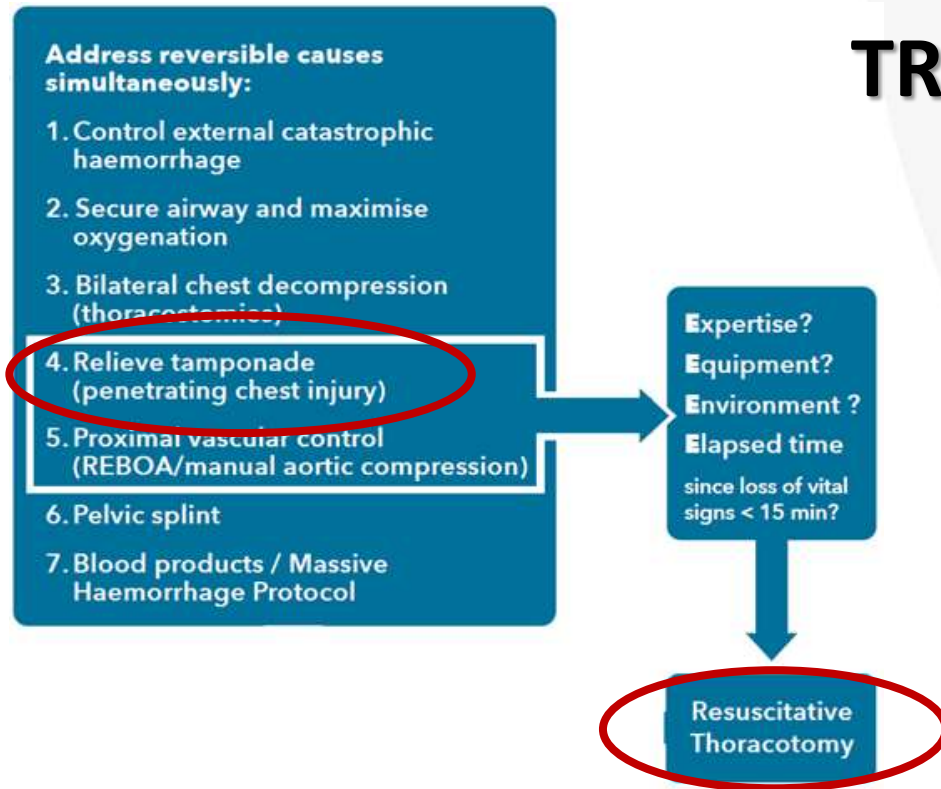 TR
Address reversible causes
simultaneously:
1. Control external catastrophic
haemorrhage
2. Secure airway and maximise
oxygenation
3. Bilateral chest decompression
(thoracostomies)
4. Relieve tamponade
(penetrating chest injury)
5. Proximal vascular control
(REBOA/manual aortic compression)
6. Pelvic splint
7. Blood products / Massive
Haemorrhage Protocol
Expertise?
Equipment?
Environment ?
Elapsed time
since loss of vital
signs < 15 min?
Resuscitative
Thoracotomy